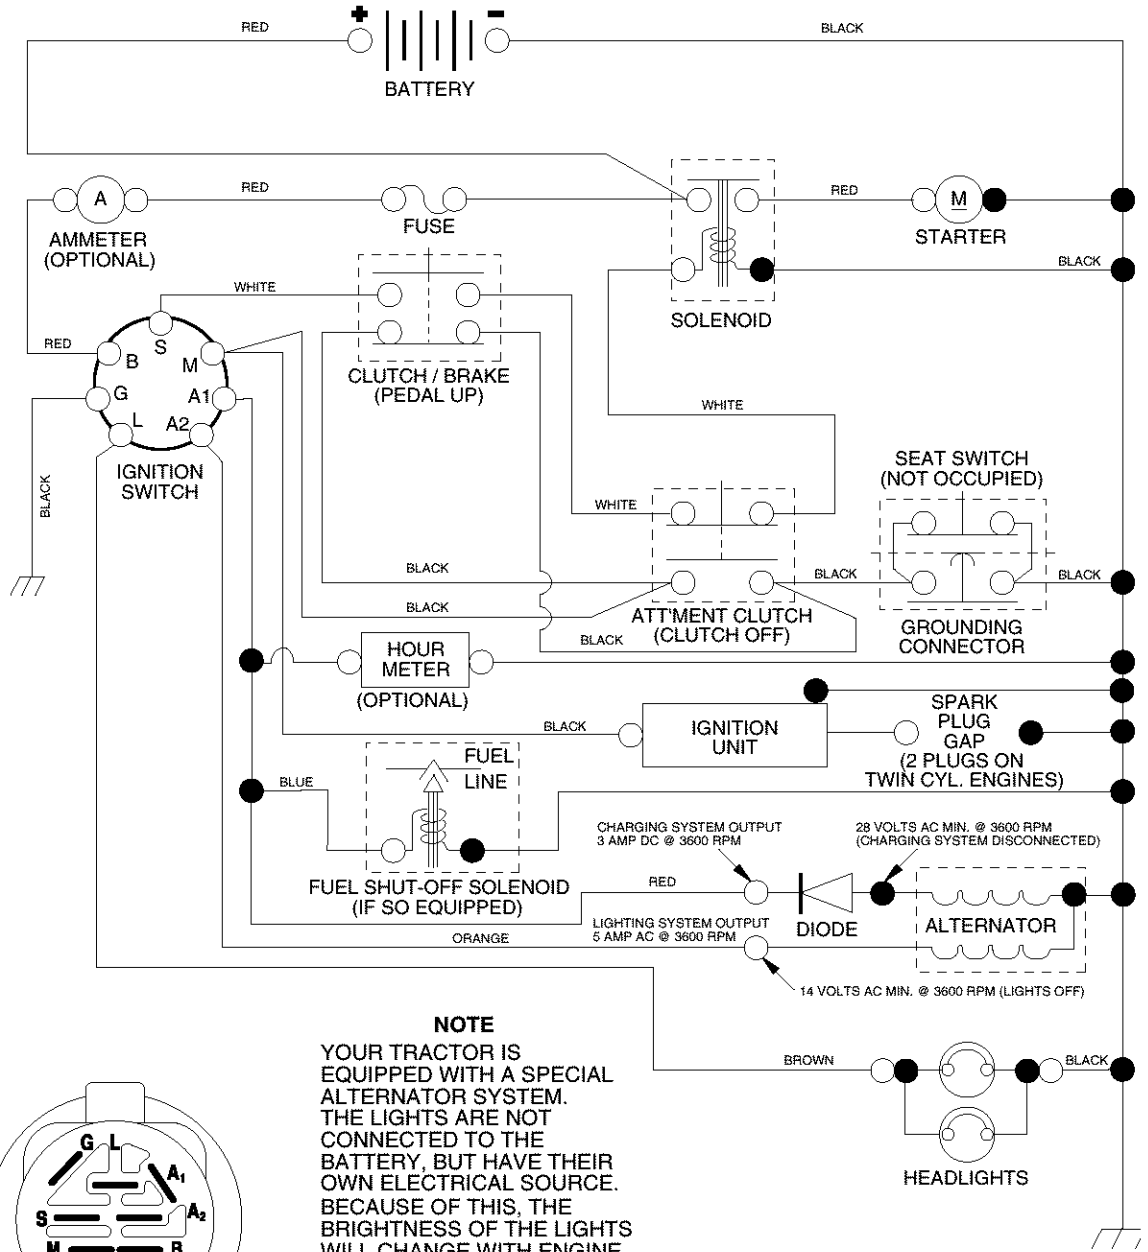 + -
RED
BLACK
BATTERY
A
RED
FUSE
RED
M
AMMETER
(OPTIONAL)
STARTER
BLACK
SOLENOID
WHITE
RED
S
B
M
G
A1
L
A2
IGNITION
SWITCH
BLACK
CLUTCH / BRAKE
(PEDAL UP)
WHITE
SEAT SWITCH
(NOT OCCUPIED)
WHITE
BLACK
BLACK
BLACK
BLACK
ATT'MENT CLUTCH
(CLUTCH OFF)
BLACK
GROUNDING
CONNECTOR
HOUR
METER
(OPTIONAL)
BLACK
IGNITION
UNIT
SPARK
PLUG
GAP
(2 PLUGS ON
TWIN CYL. ENGINES)
FUEL
LINE
BLUE
FUEL SHUT-OFF SOLENOID
(IF SO EQUIPPED)
CHARGING SYSTEM OUTPUT
3 AMP DC @ 3600 RPM
28 VOLTS AC MIN. @ 3600 RPM
(CHARGING SYSTEM DISCONNECTED)
RED
DIODE
ALTERNATOR
LIGHTING SYSTEM OUTPUT
5 AMP AC @ 3600 RPM
ORANGE
14 VOLTS AC MIN. @ 3600 RPM (LIGHTS OFF)
BROWN
BLACK
HEADLIGHTS
NOTE
YOUR TRACTOR IS
EQUIPPED WITH A SPECIAL
ALTERNATOR SYSTEM.
THE LIGHTS ARE NOT
CONNECTED TO THE
BATTERY, BUT HAVE THEIR
OWN ELECTRICAL SOURCE.
BECAUSE OF THIS, THE
BRIGHTNESS OF THE LIGHTS
WILL CHANGE WITH ENGINE
G L
A1
A2
S
M B